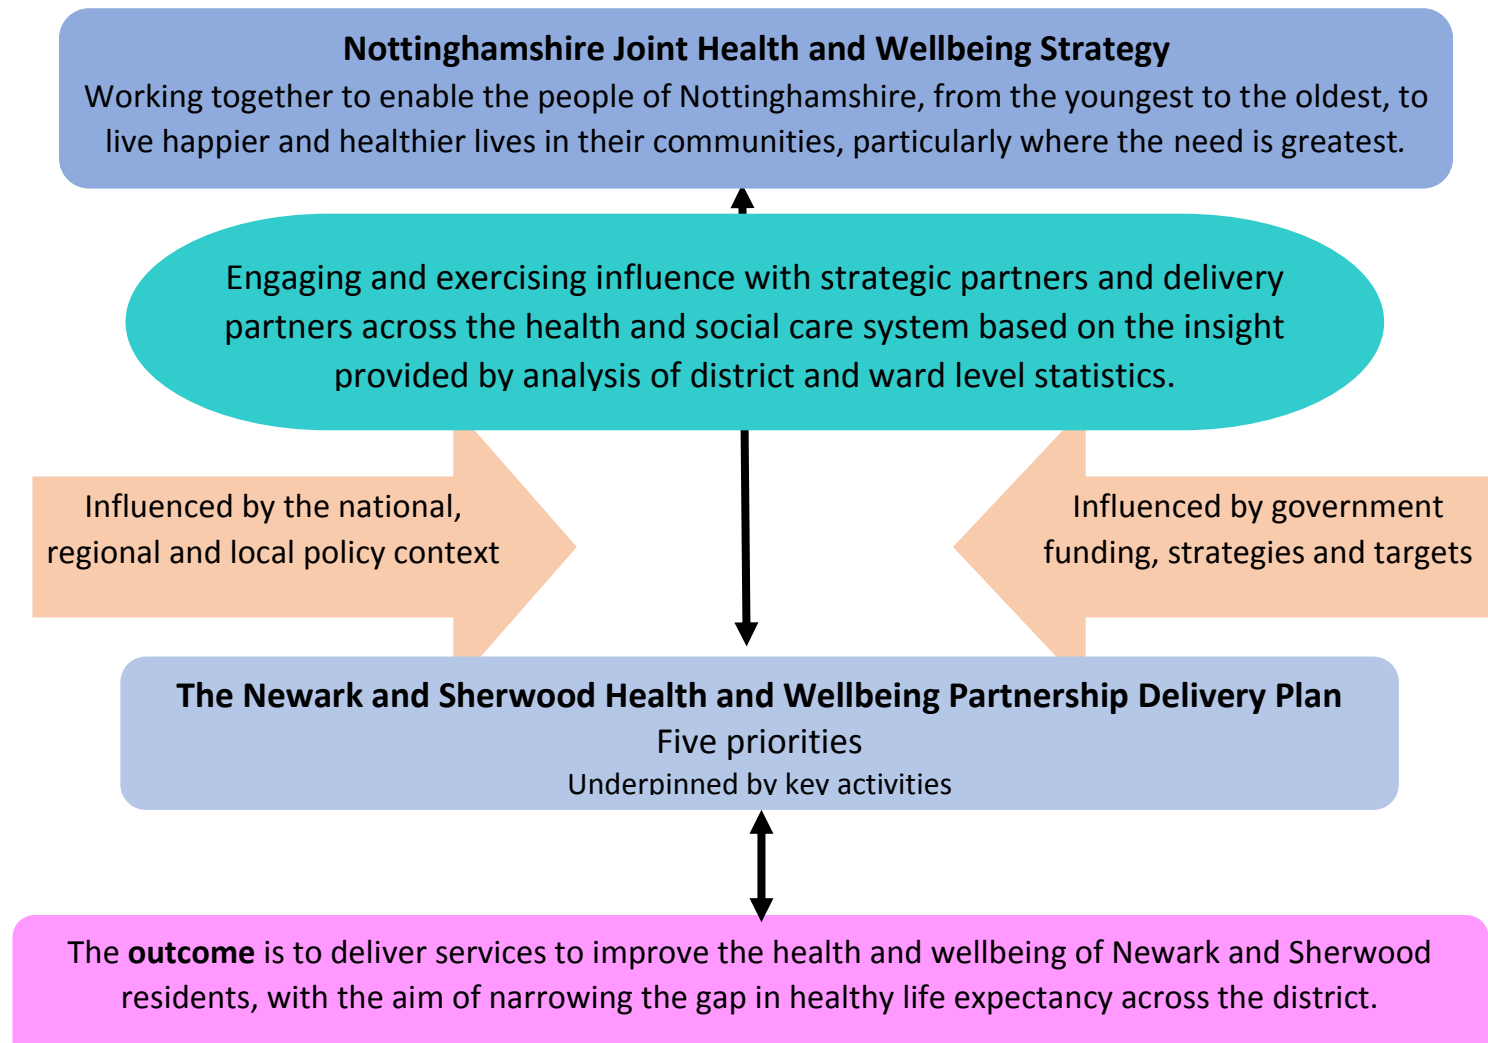 Nottinghamshire Joint Health and Wellbeing Strategy
Working together to enable the people of Nottinghamshire, from the youngest to the oldest, to
live happier and healthier lives in their communities, particularly where the need is greatest.
Engaging and exercising influence with strategic partners and delivery
partners across the health and social care system based on the insight
provided by analysis of district and ward level statistics.
Influenced by the national,
regional and local policy context
Influenced by government
funding, strategies and targets
The Newark and Sherwood Health and Wellbeing Partnership Delivery Plan
Five priorities
Underpinned by key activities
The outcome is to deliver services to improve the health and wellbeing of Newark and Sherwood
residents, with the aim of narrowing the gap in healthy life expectancy across the district.